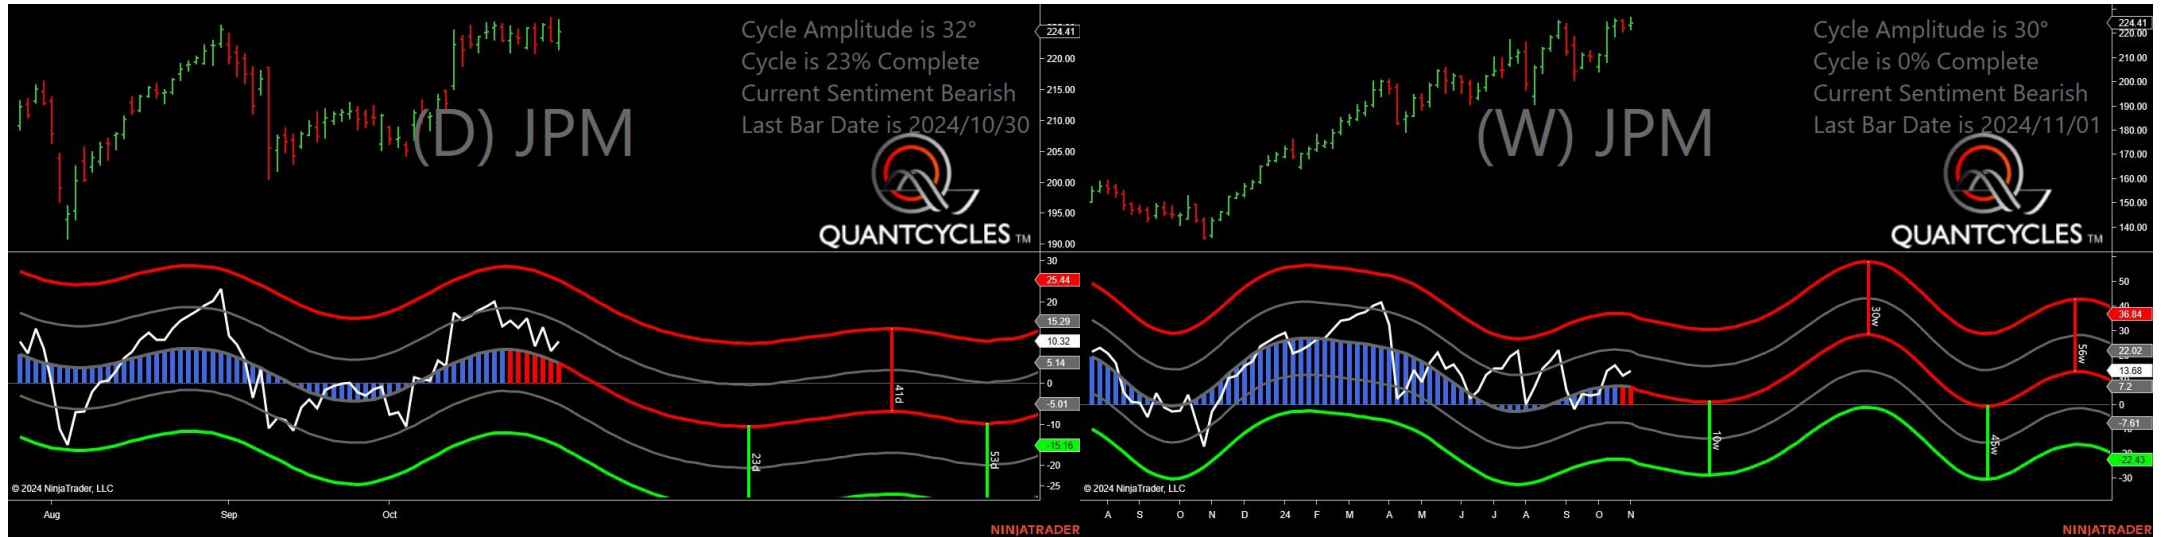 Cycle Amplitude is 32°
Cycle is 23% Complete
Current Sentiment Bearish
Last Bar Date is 2024/10/30
(D) JPM
QUANTCYCLES TM
224.41
220.00
215.00
210.00
205.00
200.00
195.00
190.00
30
25.44
20
15.29
10.32
5.14
0
-5.01
-10
-15.16
-20
-25
41d
23d
53d
© 2024 NinjaTrader, LLC
Aug Sep Oct
NINJATRADER
Cycle Amplitude is 30°
Cycle is 0% Complete
Current Sentiment Bearish
Last Bar Date is 2024/11/01
(W) JPM
QUANTCYCLES TM
224.41
220.00
210.00
200.00
190.00
180.00
170.00
160.00
150.00
140.00
50
40
36.84
30
22.02
13.68
7.2
0
-7.61
-22.43
-30
30w
56w
10w
45w
© 2024 NinjaTrader, LLC
A S O N D 24 F M A M J J A S O N
NINJATRADER